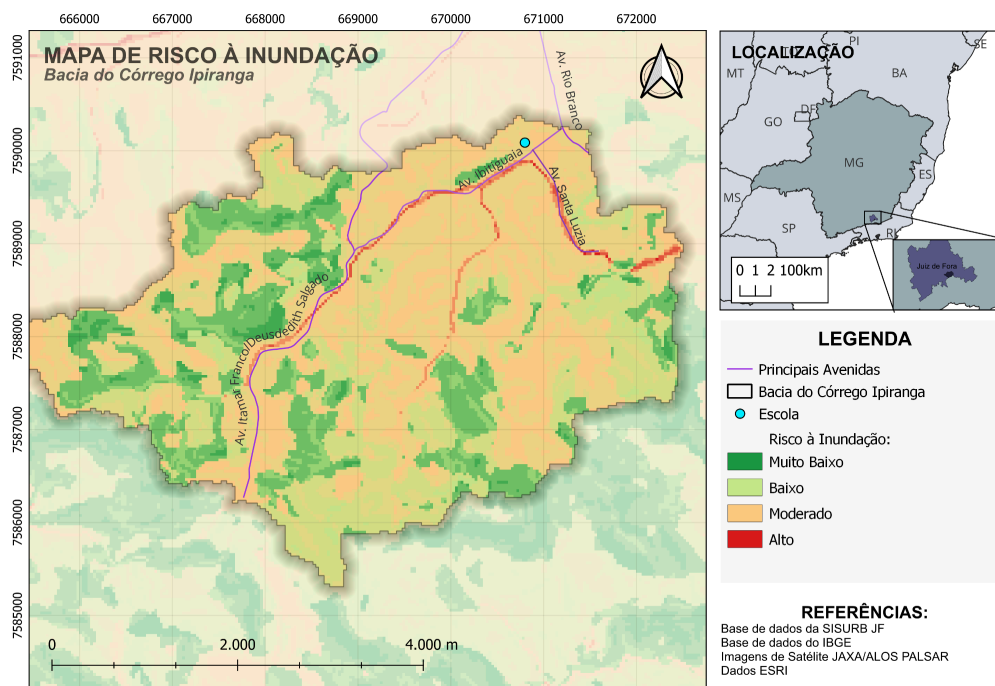 666000 667000 668000 669000 670000 671000 672000
7591000
7590000
7589000
7588000
7587000
7586000
7585000
MAPA DE RISCO À INUNDAÇÃO
Bacia do Córrego Ipiranga
Av. Rio Branco
Av. Ibitiguaia
Av. Santa Luzia
Av. Itamar Franco/Deusdedith Salgado
0 2.000 4.000 m
LOCALIZAÇÃO
PI
SE
MT
BA
DF
GO
MG
ES
MS
SP
RJ
Juiz de Fora
0 1 2 100km
LEGENDA
Principais Avenidas
Bacia do Córrego Ipiranga
Escola
Risco à Inundação:
Muito Baixo
Baixo
Moderado
Alto
REFERÊNCIAS:
Base de dados da SISURB JF
Base de dados do IBGE
Imagens de Satélite JAXA/ALOS PALSAR
Dados ESRI